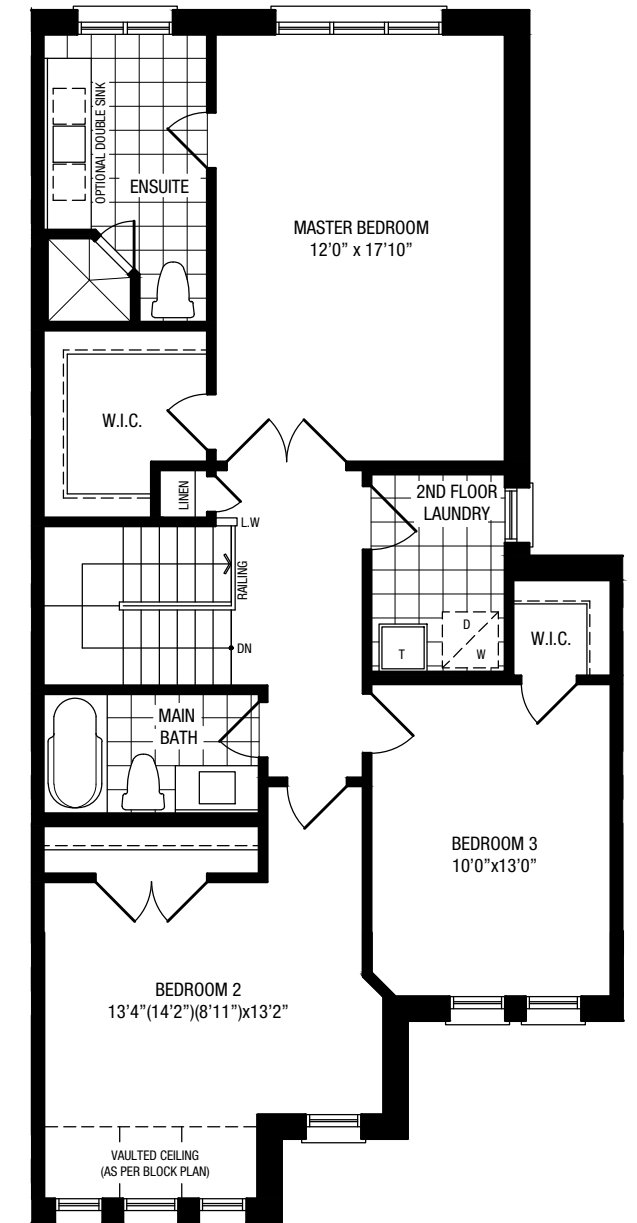 OPTIONAL DOUBLE SINK
ENSUITE
MASTER BEDROOM
12'0" x 17'10"
W.I.C.
LINEN
2ND FLOOR
LAUNDRY
L.W
RAILING
D
W
T
W.I.C.
DN
MAIN
BATH
BEDROOM 3
10'0"x13'0"
BEDROOM 2
13'4"(14'2")(8'11")x13'2"
VAULTED CEILING
(AS PER BLOCK PLAN)